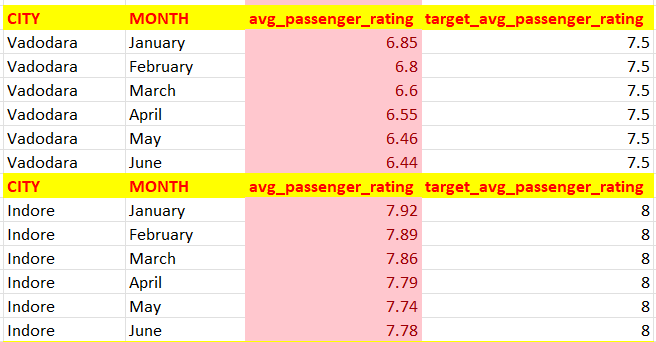 CITY MONTH avg_passenger_rating target_avg_passenger_rating
Vadodara January 6.85 7.5
Vadodara February 6.8 7.5
Vadodara March 6.6 7.5
Vadodara April 6.55 7.5
Vadodara May 6.46 7.5
Vadodara June 6.44 7.5
CITY MONTH avg_passenger_rating target_avg_passenger_rating
Indore January 7.92 8
Indore February 7.89 8
Indore March 7.86 8
Indore April 7.79 8
Indore May 7.74 8
Indore June 7.78 8